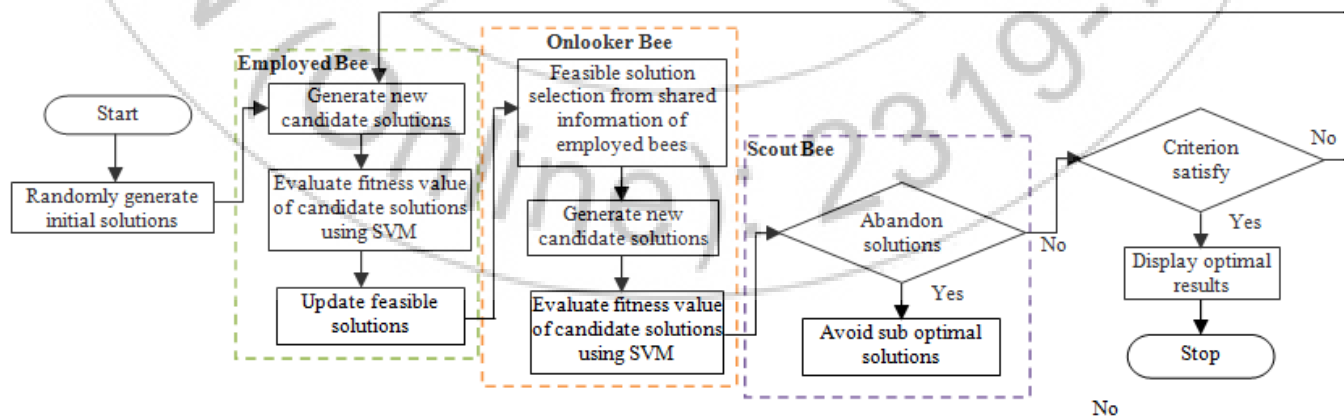 Start
Randomly generate
initial solutions
Employed Bee
Generate new
candidate solutions
Evaluate fitness value
of candidate solutions
using SVM
Update feasible
solutions
Onlooker Bee
Feasible solution
selection from shared
information of
employed bees
Generate new
candidate solutions
Evaluate fitness value
of candidate solutions
using SVM
Scout Bee
Abandon
solutions
No
Yes
Avoid sub optimal
solutions
Criterion
satisfy
No
Yes
Display optimal
results
Stop
No
(Online): 2319-